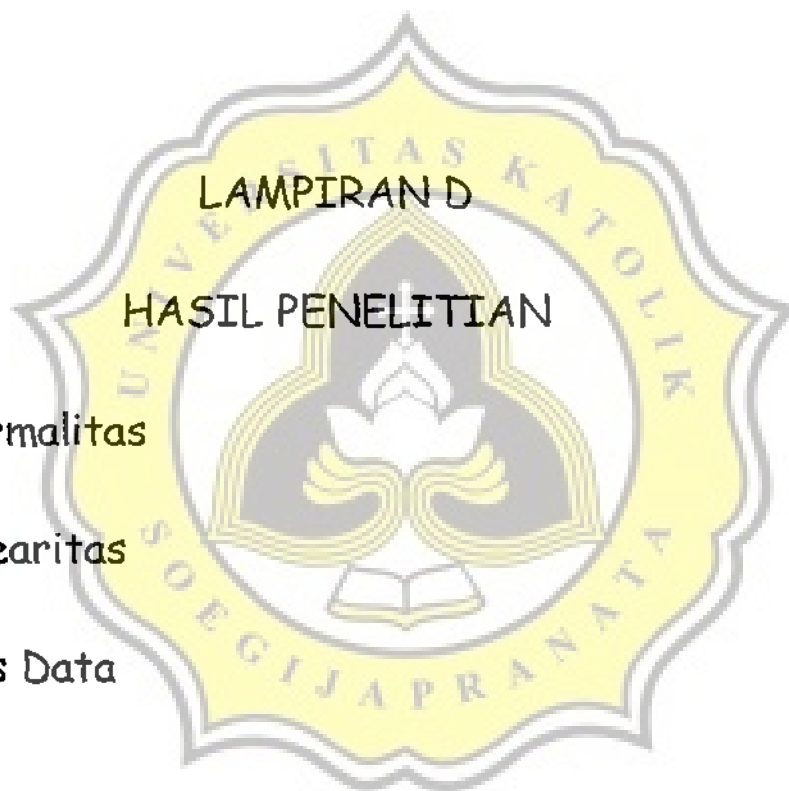 UNIVERSITAS KATOLIK
LAMPIRAN D
HASIL PENELITIAN
rmalitas
earitas
s Data
SOEGIJAPRANATA